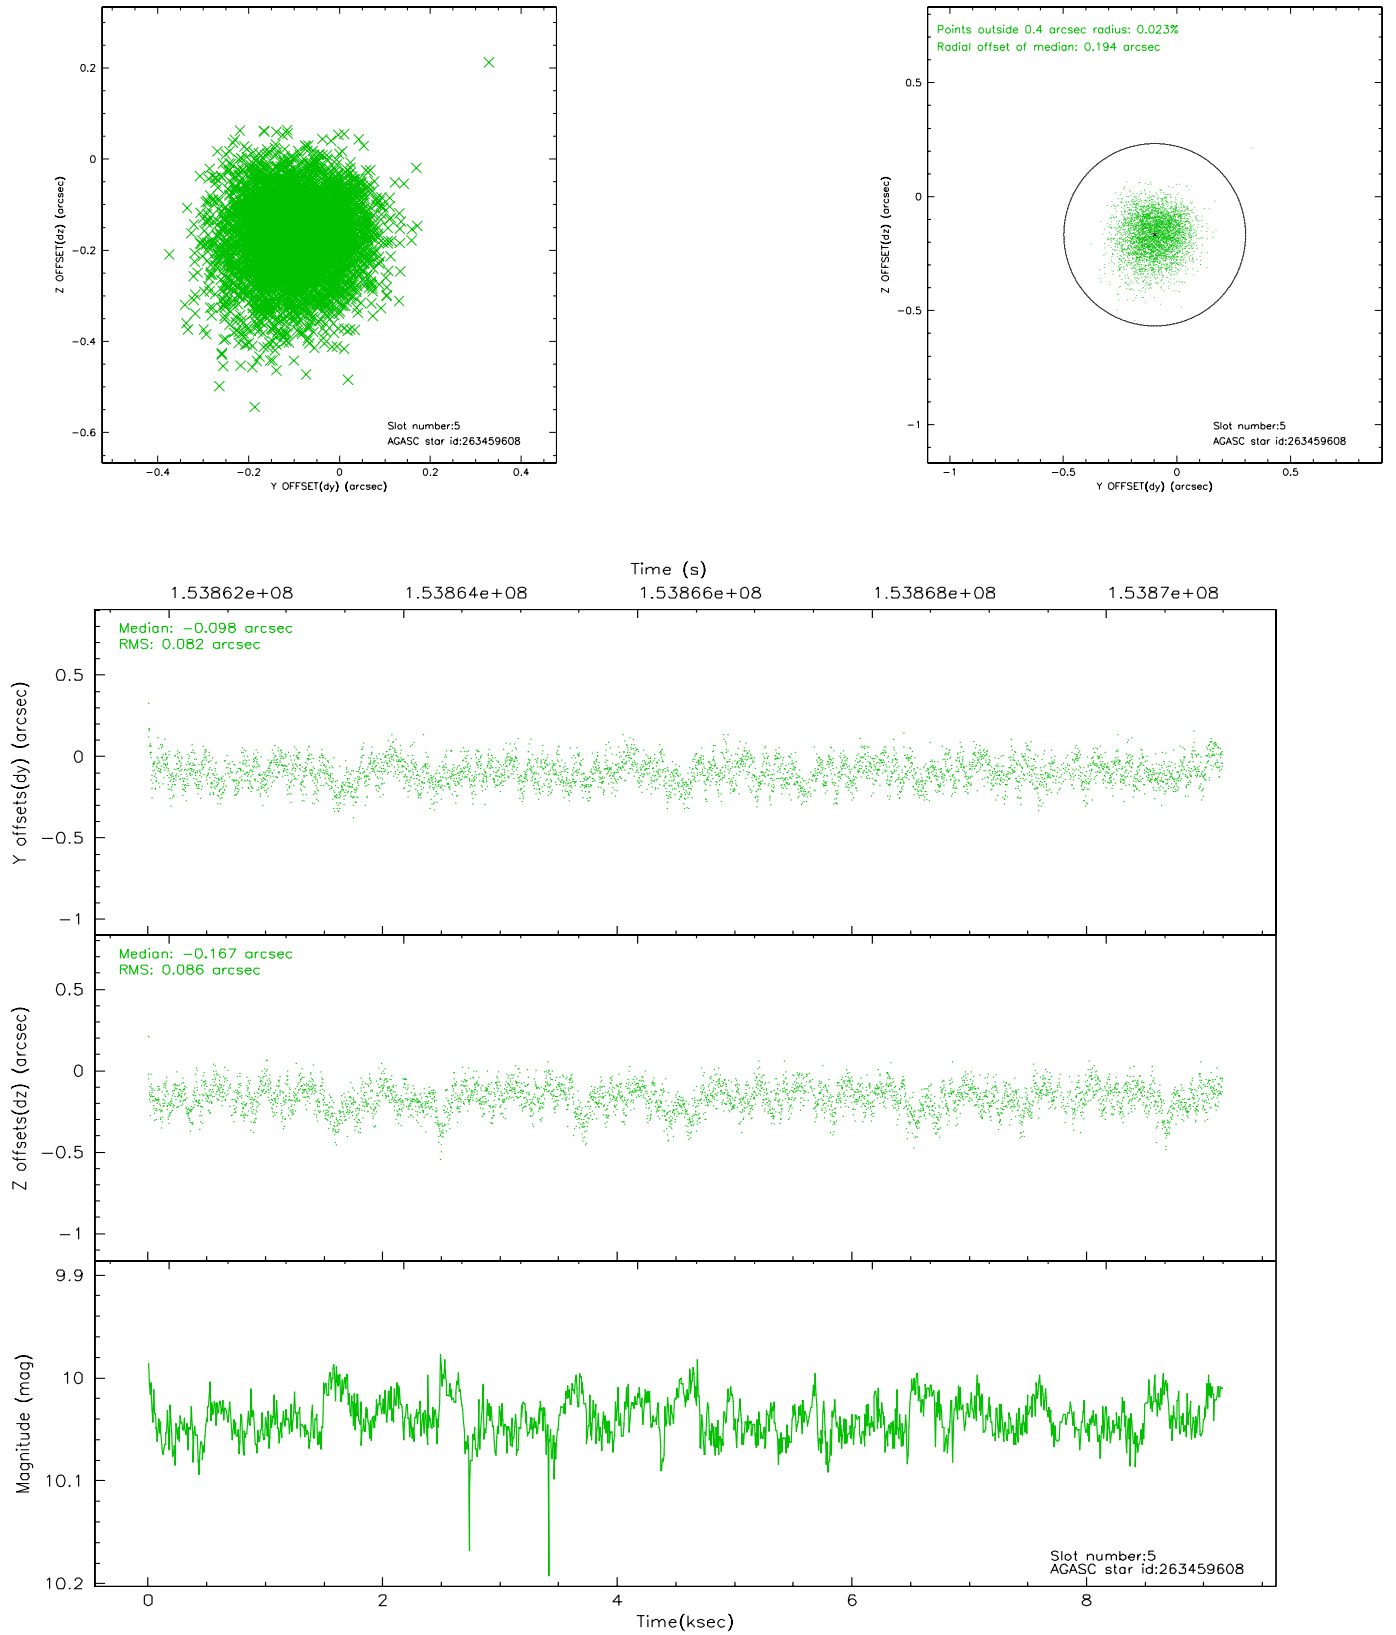 0.2
0
−0.2
−0.4
−0.6
Z OFFSET(dz) (arcsec)
Slot number:5
AGASC star id:263459608
−0.4 −0.2 0 0.2 0.4
Y OFFSET(dy) (arcsec)
Points outside 0.4 arcsec radius: 0.023%
Radial offset of median: 0.194 arcsec
0.5
0
−0.5
−1
Z OFFSET(dz) (arcsec)
Slot number:5
AGASC star id:263459608
−1 −0.5 0 0.5
Y OFFSET(dy) (arcsec)
Time (s)
1.53862e+08 1.53864e+08 1.53866e+08 1.53868e+08 1.5387e+08
Median: −0.098 arcsec
RMS: 0.082 arcsec
0.5
0
−0.5
−1
Y offsets(dy) (arcsec)
Median: −0.167 arcsec
RMS: 0.086 arcsec
0.5
0
−0.5
−1
Z offsets(dz) (arcsec)
9.9
10
10.1
10.2
Magnitude (mag)
Slot number:5
AGASC star id:263459608
0 2 4 6 8
Time(ksec)